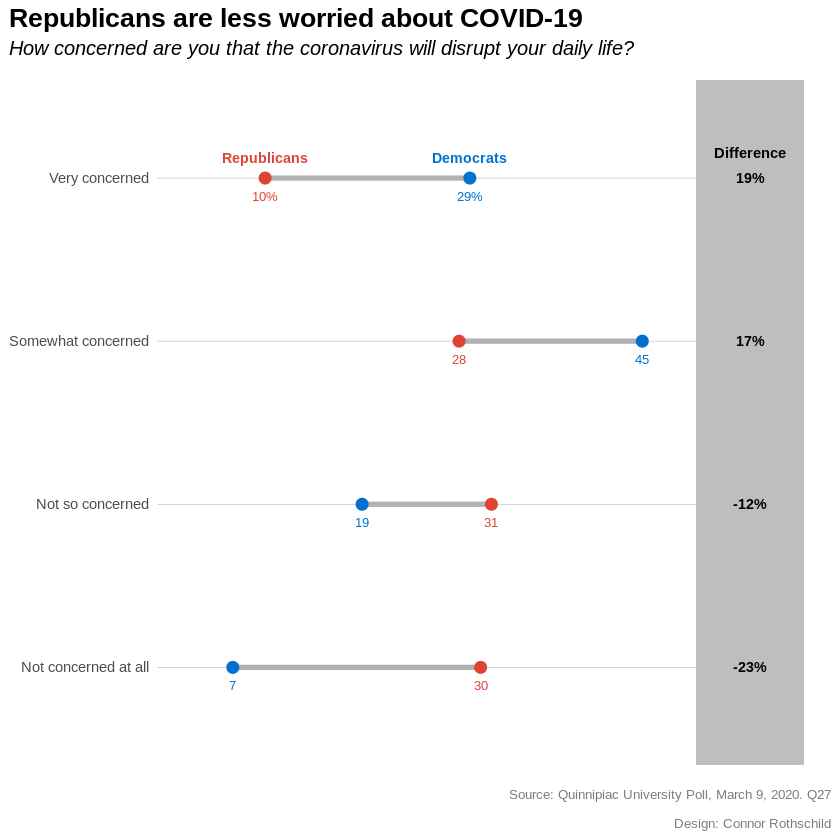 Republicans are less worried about COVID-19
How concerned are you that the coronavirus will disrupt your daily life?
Republicans Democrats Difference
Very concerned 19%
10% 29%
Somewhat concerned 17%
28 45
Not so concerned -12%
19 31
Not concerned at all -23%
7 30
Source: Quinnipiac University Poll, March 9, 2020. Q27
Design: Connor Rothschild